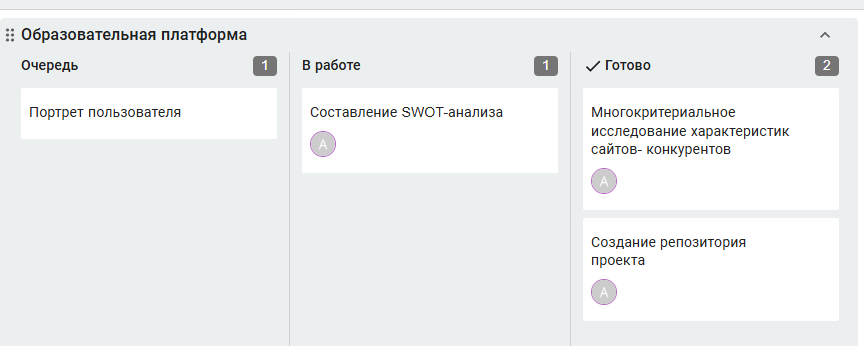 Образовательная платформа
Очередь
1
Портрет пользователя
В работе
1
Составление SWOT-анализа
A
Готово
2
Многокритериальное
исследование характеристик
сайтов- конкурентов
A
Создание репозитория
проекта
A